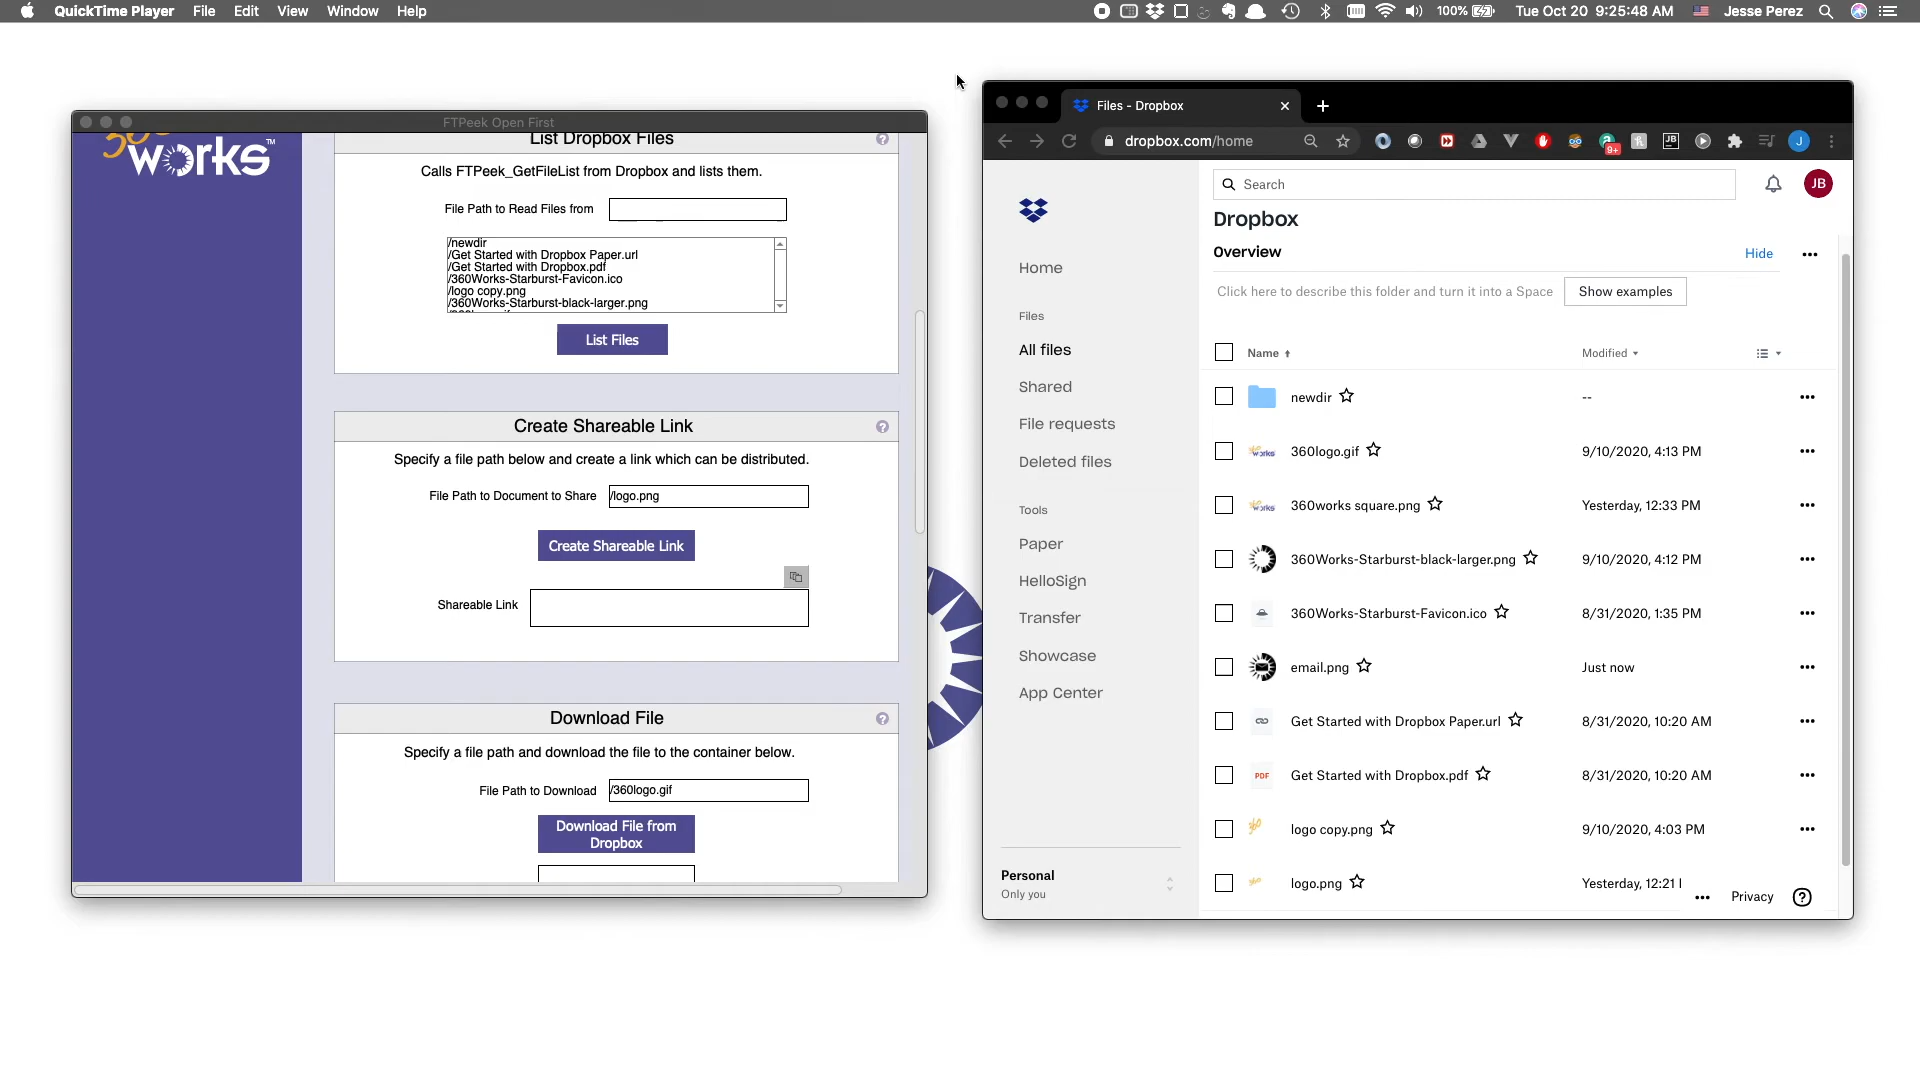 QuickTime Player File Edit View Window Help
100% Tue Oct 20 9:25:48 AM Jesse Perez
FTPeek Open First
works™
List Dropbox Files
Calls FTPeek_GetFileList from Dropbox and lists them.
File Path to Read Files from
/newdir
/Get Started with Dropbox Paper.url
/Get Started with Dropbox.pdf
/360Works-Starburst-Favicon.ico
/logo copy.png
/360Works-Starburst-black-larger.png
List Files
Create Shareable Link
Specify a file path below and create a link which can be distributed.
File Path to Document to Share /logo.png
Create Shareable Link
Shareable Link
Download File
Specify a file path and download the file to the container below.
File Path to Download /360logo.gif
Download File from
Dropbox
Files - Dropbox
dropbox.com/home
9+
JB
J
Search
JB
Dropbox
Overview Hide
Click here to describe this folder and turn it into a Space Show examples
Home
Files
All files
Shared
File requests
Deleted files
Tools
Paper
HelloSign
Transfer
Showcase
App Center
Personal
Only you
Name Modified
newdir --
360logo.gif 9/10/2020, 4:13 PM
360works square.png Yesterday, 12:33 PM
360Works-Starburst-black-larger.png 9/10/2020, 4:12 PM
360Works-Starburst-Favicon.ico 8/31/2020, 1:35 PM
email.png Just now
Get Started with Dropbox Paper.url 8/31/2020, 10:20 AM
PDF Get Started with Dropbox.pdf 8/31/2020, 10:20 AM
logo copy.png 9/10/2020, 4:03 PM
logo.png Yesterday, 12:21
Privacy